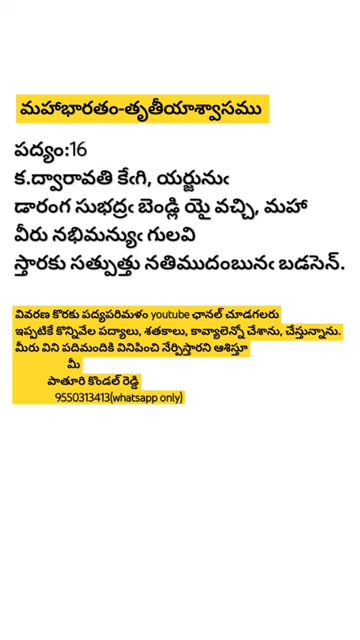 మహాభారతం-తృతీయాశ్వాసము
పద్యం:16
క.ద్వారావతి కేఁగి, యర్జునుఁ
డారంగ సుభద్రఁ బెండ్లి యై వచ్చి, మహా
వీరు నభిమన్యుఁ గులవి
స్తారకు సత్పుత్తు నతిముదంబునఁ బడసెన్.
వివరణ కొరకు పద్యపరిమళం youtube ఛానల్ చూడగలరు
ఇప్పటికే కొన్నివేల పద్యాలు, శతకాలు, కావ్యాలెన్నో చేశాను, చేస్తున్నాను.
మీరు విని పదిమందికి వినిపించి నేర్పిస్తారని ఆశిస్తూ
మీ
పాతూరి కొండల్ రెడ్డి
9550313413(whatsapp only)